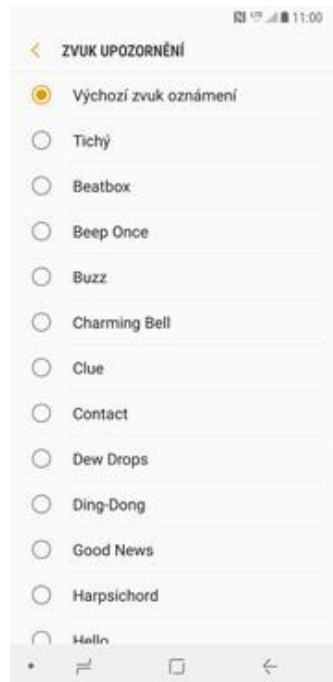 11:00
ZVUK UPOZORNĚNÍ
Výchozí zvuk oznámení
Tichý
Beatbox
Beep Once
Buzz
Charming Bell
Clue
Contact
Dew Drops
Ding-Dong
Good News
Harpsichord
Hello